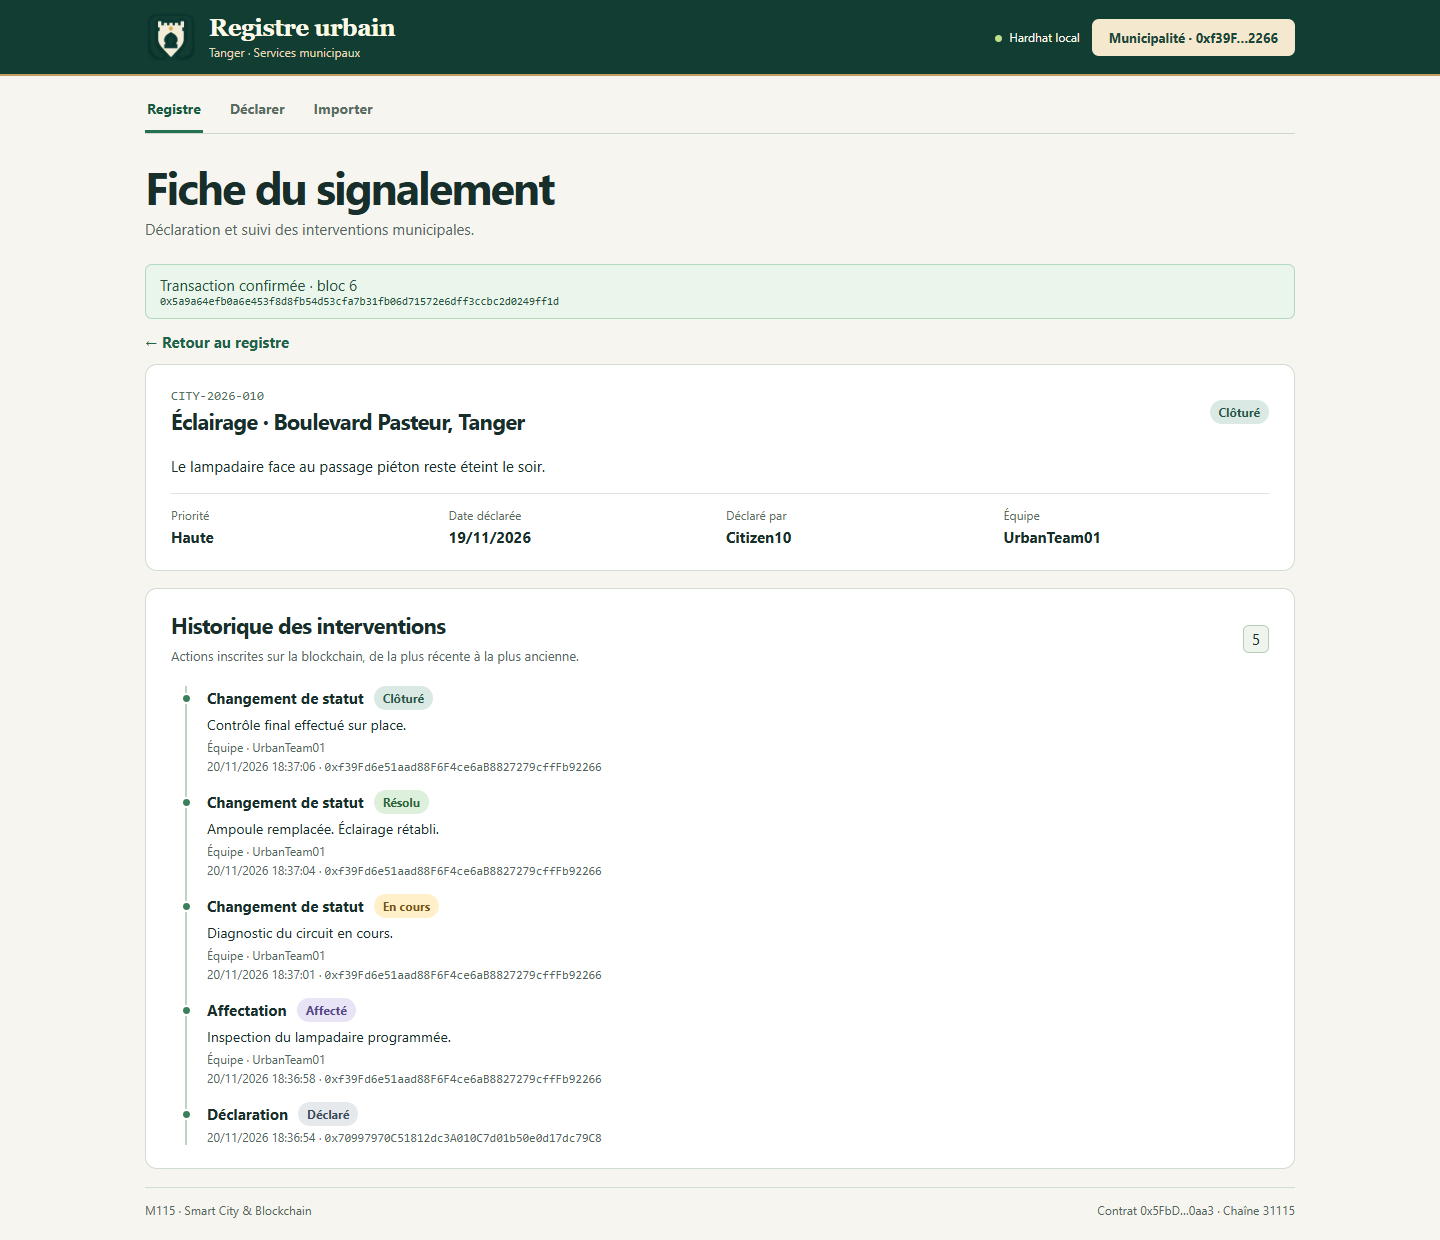 Registre urbain
Tanger · Services municipaux
Hardhat local
Municipalité · 0xf39F...2266
Registre
Déclarer
Importer
Fiche du signalement
Déclaration et suivi des interventions municipales.
Transaction confirmée · bloc 6
0x5a9a64efb0a6e453f8d8fb54d53cfa7b31fb06d71572e6dff3ccbc2d0249ff1d
← Retour au registre
CITY-2026-010
Éclairage · Boulevard Pasteur, Tanger
Clôturé
Le lampadaire face au passage piéton reste éteint le soir.
Priorité
Haute
Date déclarée
19/11/2026
Déclaré par
Citizen10
Équipe
UrbanTeam01
Historique des interventions
5
Actions inscrites sur la blockchain, de la plus récente à la plus ancienne.
Changement de statut Clôturé
Contrôle final effectué sur place.
Équipe · UrbanTeam01
20/11/2026 18:37:06 · 0xf39Fd6e51aad88F6F4ce6aB8827279cffFb92266
Changement de statut Résolu
Ampoule remplacée. Éclairage rétabli.
Équipe · UrbanTeam01
20/11/2026 18:37:04 · 0xf39Fd6e51aad88F6F4ce6aB8827279cffFb92266
Changement de statut En cours
Diagnostic du circuit en cours.
Équipe · UrbanTeam01
20/11/2026 18:37:01 · 0xf39Fd6e51aad88F6F4ce6aB8827279cffFb92266
Affectation Affecté
Inspection du lampadaire programmée.
Équipe · UrbanTeam01
20/11/2026 18:36:58 · 0xf39Fd6e51aad88F6F4ce6aB8827279cffFb92266
Déclaration Déclaré
20/11/2026 18:36:54 · 0x70997970C51812dc3A010C7d01b50e0d17dc79C8
M115 · Smart City & Blockchain
Contrat 0x5FbD...0aa3 · Chaîne 31115